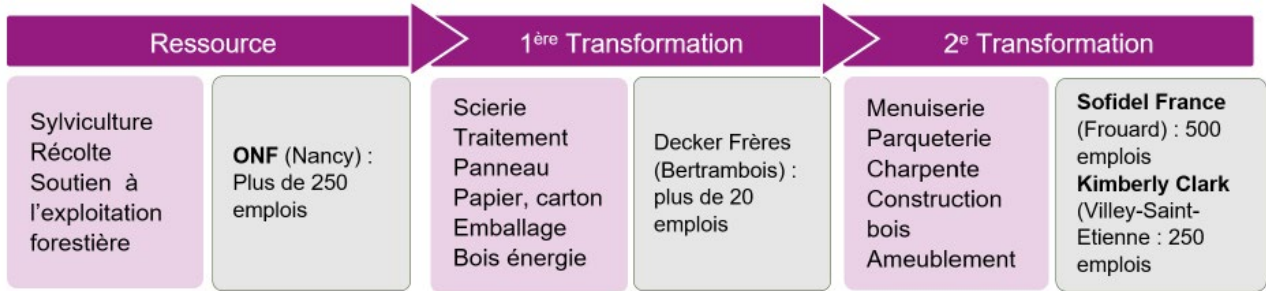 Ressource
1ère Transformation
2e Transformation
Sylviculture
Récolte
Soutien à
l'exploitation
forestière
ONF (Nancy) :
Plus de 250
emplois
Scierie
Traitement
Panneau
Papier, carton
Emballage
Bois énergie
Decker Frères
(Bertrambois) :
plus de 20
emplois
Menuiserie
Parqueterie
Charpente
Construction
bois
Ameublement
Sofidel France
(Frouard) : 500
emplois
Kimberly Clark
(Villey-Saint-
Etienne : 250
emplois